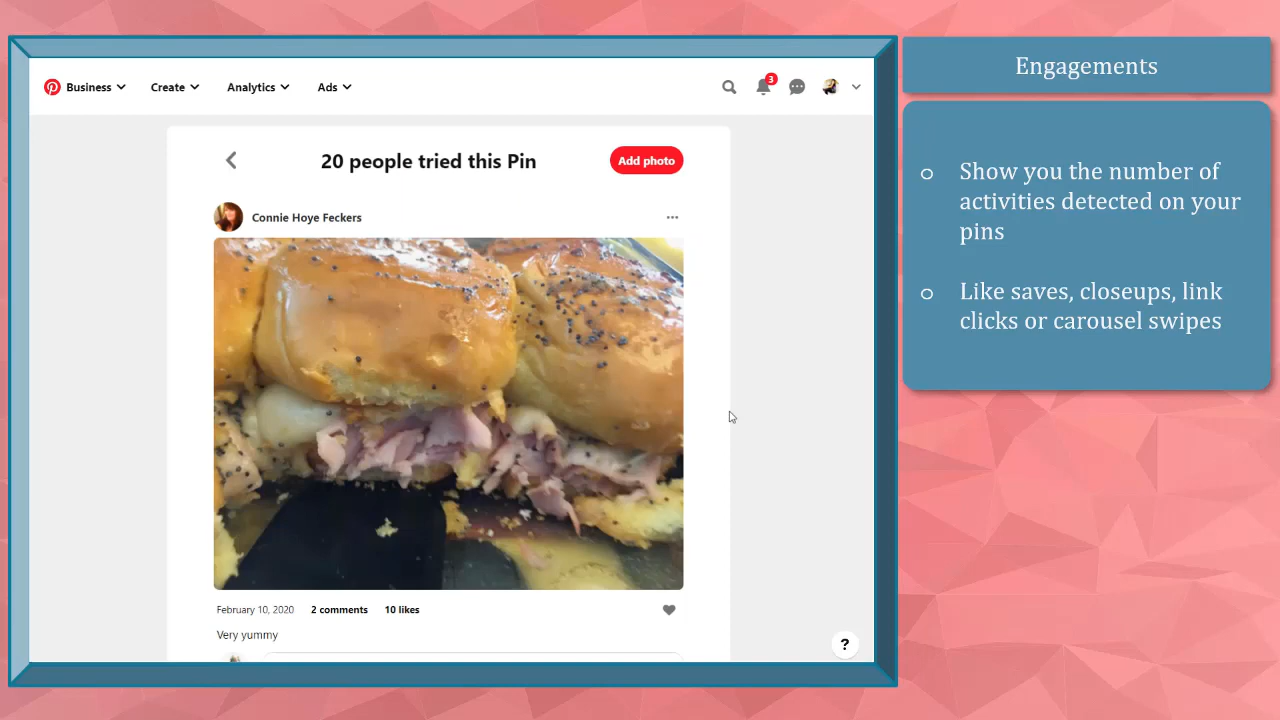 Business
Create
Analytics
Ads
3
20 people tried this Pin
Add photo
Connie Hoye Feckers
February 10, 2020
2 comments
10 likes
Very yummy
?
Engagements
Show you the number of
activities detected on your
pins
Like saves, closeups, link
clicks or carousel swipes